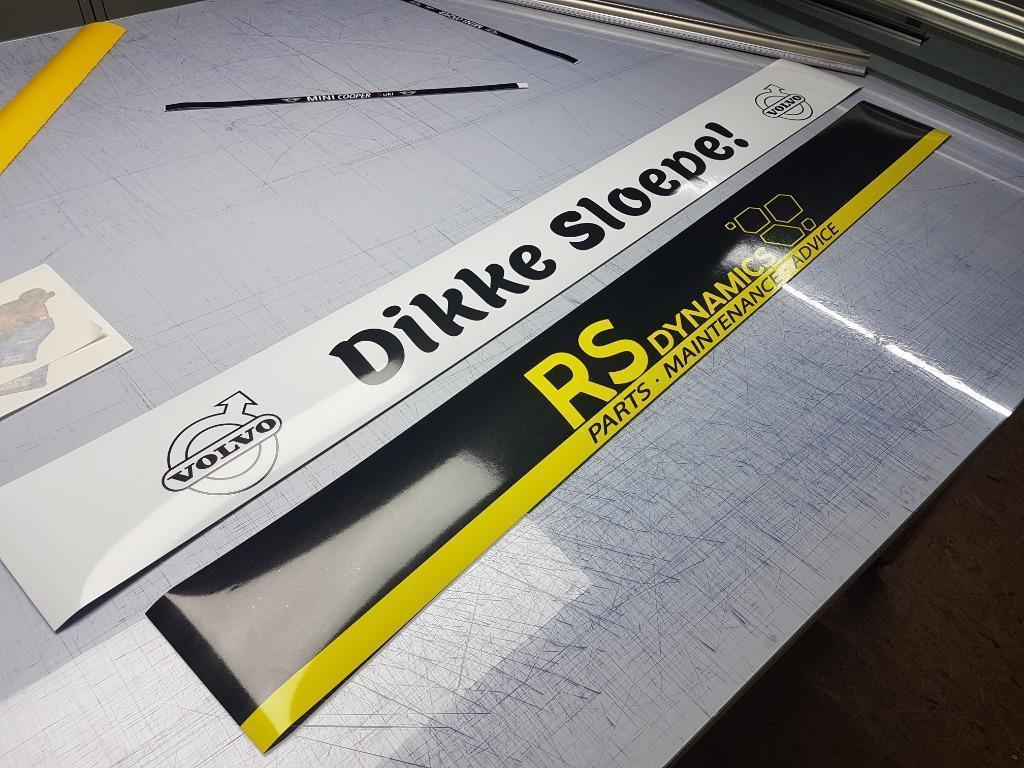 MINI COOPER
VOLVO
Dikke Sloepe!
VOLVO
RS DYNAMICS
PARTS · MAINTENANCE · ADVICE